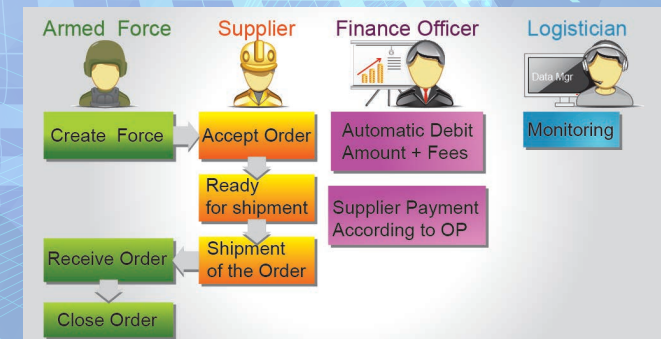 Armed Force
Supplier
Finance Officer
Logistician
Data Mgr
Create Force
Accept Order
Automatic Debit
Amount + Fees
Monitoring
Ready
for shipment
Supplier Payment
According to OP
Receive Order
Shipment
of the Order
Close Order